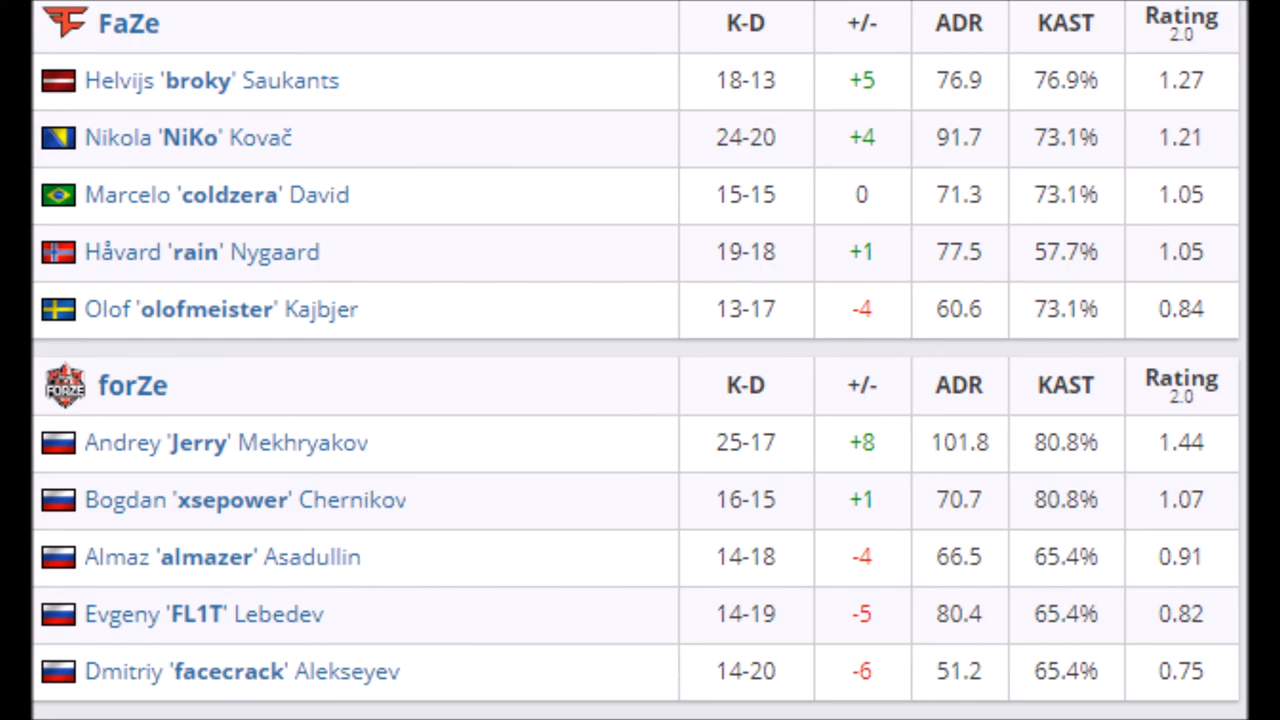 FaZe K-D +/- ADR KAST Rating 2.0
Helvijs 'broky' Saukants 18-13 +5 76.9 76.9% 1.27
Nikola 'NiKo' Kovač 24-20 +4 91.7 73.1% 1.21
Marcelo 'coldzera' David 15-15 0 71.3 73.1% 1.05
Håvard 'rain' Nygaard 19-18 +1 77.5 57.7% 1.05
Olof 'olofmeister' Kajbjer 13-17 -4 60.6 73.1% 0.84
FORZE forZe K-D +/- ADR KAST Rating 2.0
Andrey 'Jerry' Mekhryakov 25-17 +8 101.8 80.8% 1.44
Bogdan 'xsepower' Chernikov 16-15 +1 70.7 80.8% 1.07
Almaz 'almazer' Asadullin 14-18 -4 66.5 65.4% 0.91
Evgeny 'FL1T' Lebedev 14-19 -5 80.4 65.4% 0.82
Dmitriy 'facecrack' Alekseyev 14-20 -6 51.2 65.4% 0.75